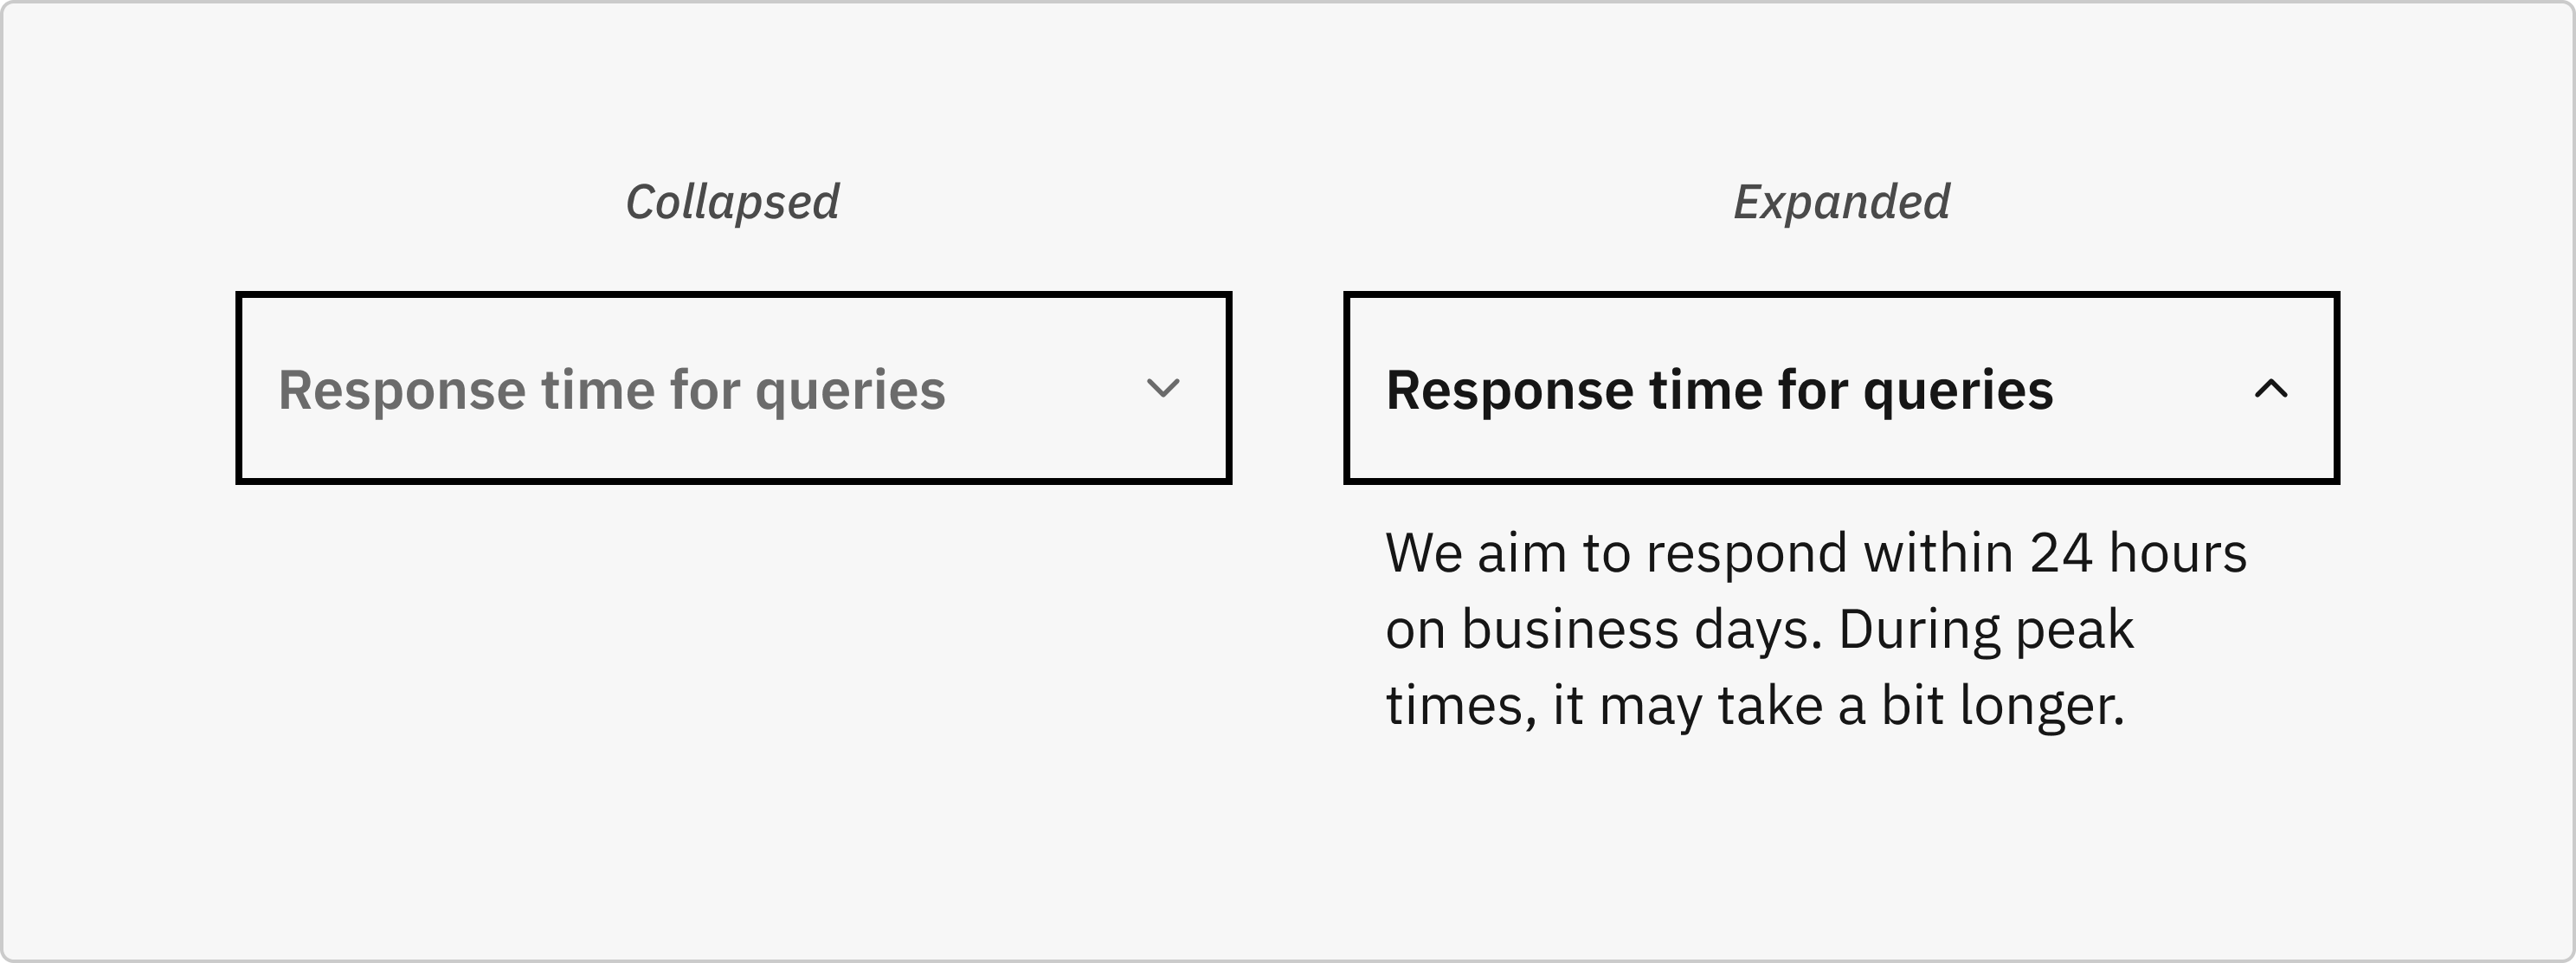 Collapsed
Response time for queries
Expanded
Response time for queries
We aim to respond within 24 hours
on business days. During peak
times, it may take a bit longer.